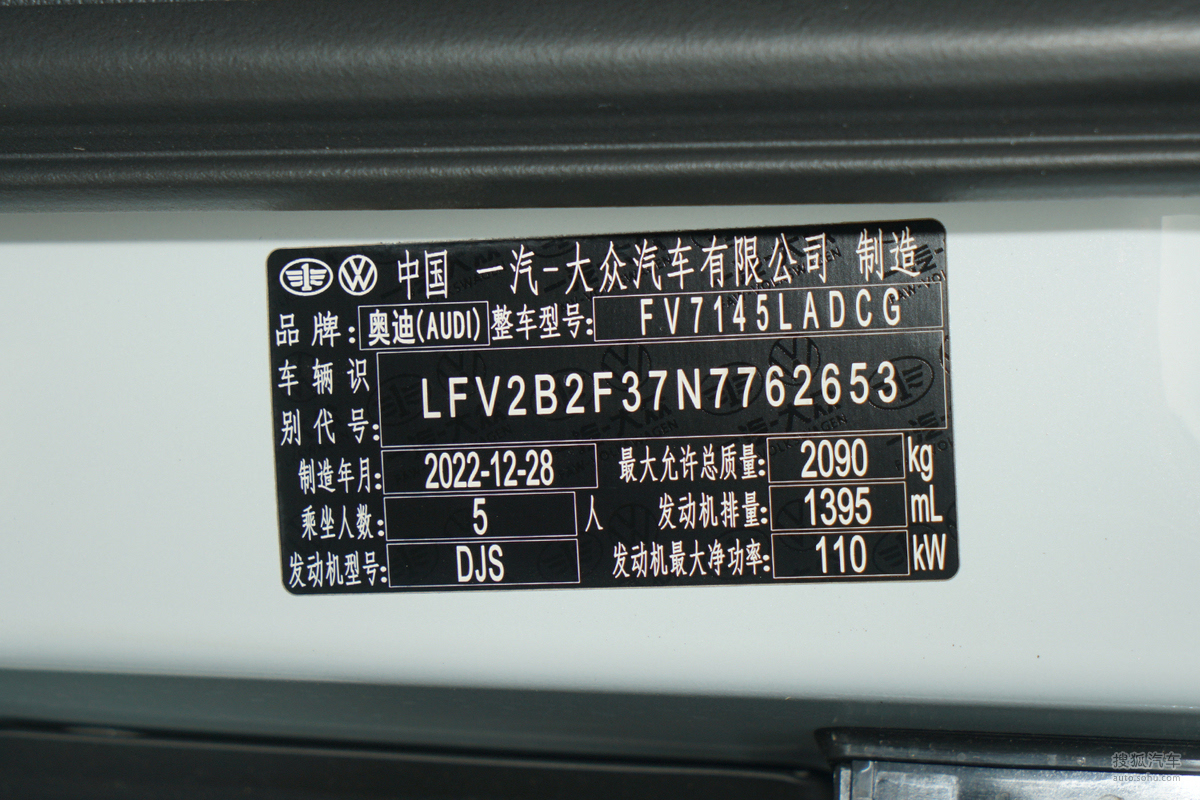 中国 一汽-大众汽车有限公司 制造
品牌: 奥迪(AUDI) 整车型号: FV7145LADCG
车辆识
别代号: LFV2B2F37N7762653
制造年月: 2022-12-28 最大允许总质量: 2090 kg
乘坐人数: 5 人 发动机排量: 1395 mL
发动机型号: DJS 发动机最大净功率: 110 kW
搜狐汽车
auto.sohu.com